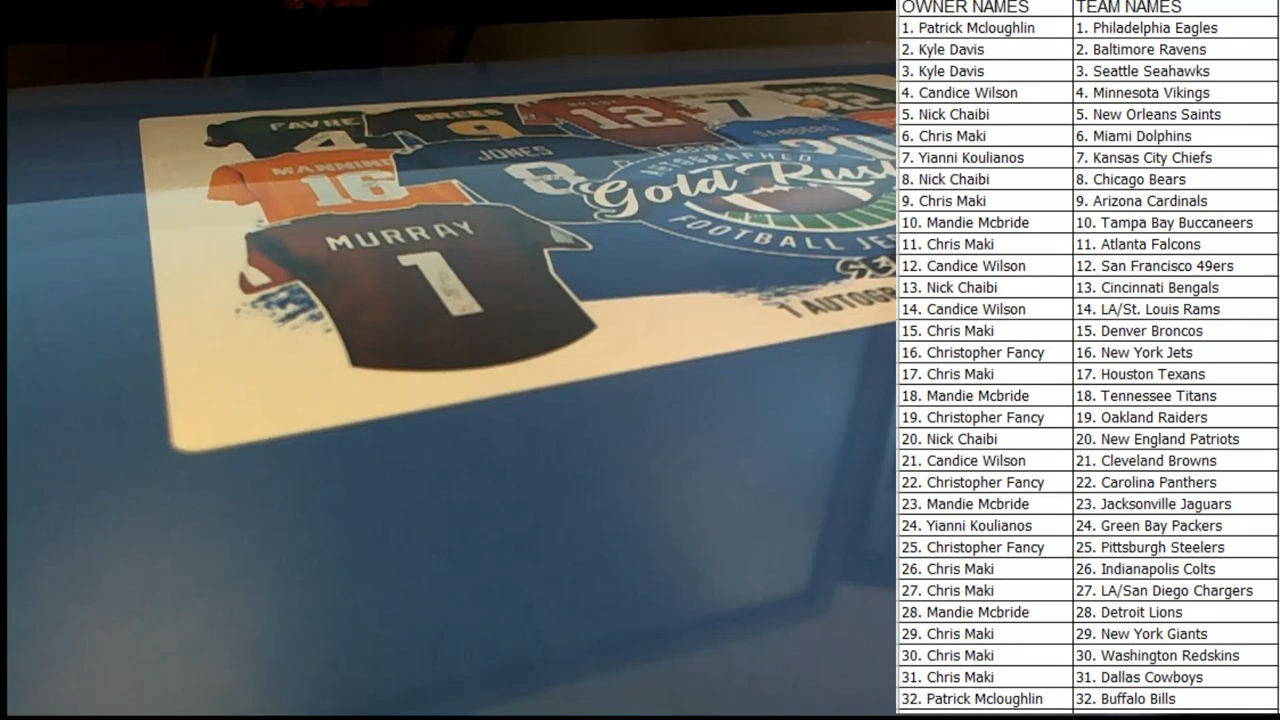 FAVRE
4
BREES
9
12
7
MANNING
16
JONES
8
SANDERS
AUTOGRAPHED
Gold Rush
FOOTBALL JE
MURRAY
1
1 AUTOGR
OWNER NAMES TEAM NAMES
1. Patrick Mcloughlin 1. Philadelphia Eagles
2. Kyle Davis 2. Baltimore Ravens
3. Kyle Davis 3. Seattle Seahawks
4. Candice Wilson 4. Minnesota Vikings
5. Nick Chaibi 5. New Orleans Saints
6. Chris Maki 6. Miami Dolphins
7. Yianni Koulianos 7. Kansas City Chiefs
8. Nick Chaibi 8. Chicago Bears
9. Chris Maki 9. Arizona Cardinals
10. Mandie Mcbride 10. Tampa Bay Buccaneers
11. Chris Maki 11. Atlanta Falcons
12. Candice Wilson 12. San Francisco 49ers
13. Nick Chaibi 13. Cincinnati Bengals
14. Candice Wilson 14. LA/St. Louis Rams
15. Chris Maki 15. Denver Broncos
16. Christopher Fancy 16. New York Jets
17. Chris Maki 17. Houston Texans
18. Mandie Mcbride 18. Tennessee Titans
19. Christopher Fancy 19. Oakland Raiders
20. Nick Chaibi 20. New England Patriots
21. Candice Wilson 21. Cleveland Browns
22. Christopher Fancy 22. Carolina Panthers
23. Mandie Mcbride 23. Jacksonville Jaguars
24. Yianni Koulianos 24. Green Bay Packers
25. Christopher Fancy 25. Pittsburgh Steelers
26. Chris Maki 26. Indianapolis Colts
27. Chris Maki 27. LA/San Diego Chargers
28. Mandie Mcbride 28. Detroit Lions
29. Chris Maki 29. New York Giants
30. Chris Maki 30. Washington Redskins
31. Chris Maki 31. Dallas Cowboys
32. Patrick Mcloughlin 32. Buffalo Bills